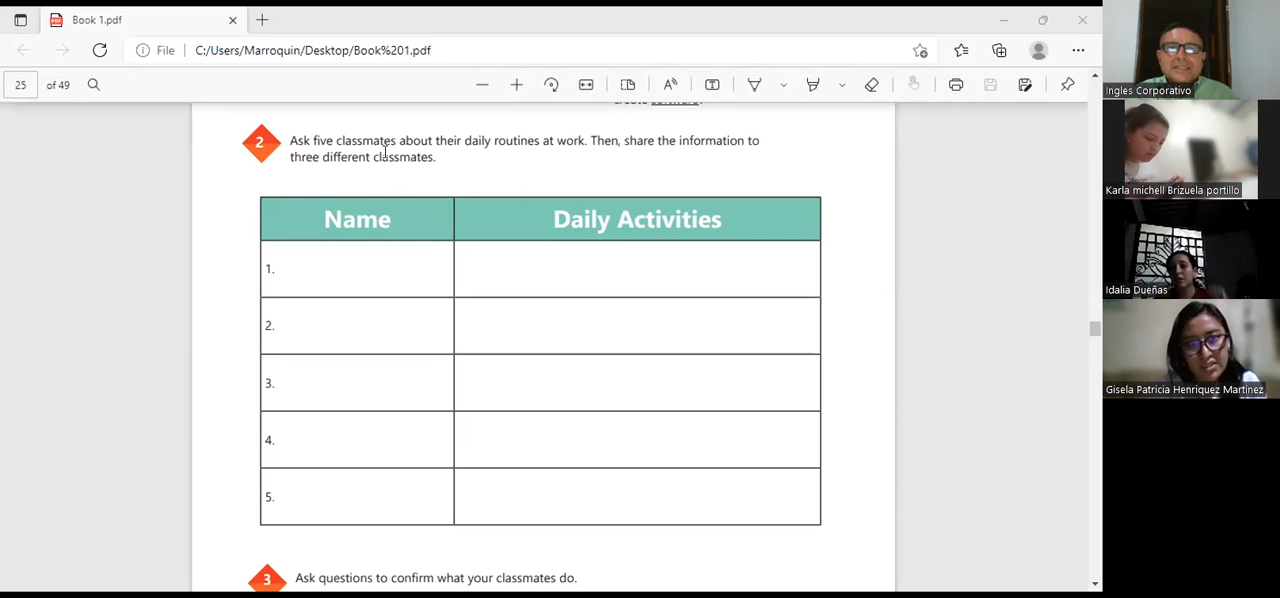 Book 1.pdf
File
C:/Users/Marroquin/Desktop/Book%201.pdf
25 of 49
2
Ask five classmates about their daily routines at work. Then, share the information to
three different classmates.
Name
Daily Activities
1.
2.
3.
4.
5.
3
Ask questions to confirm what your classmates do.
Ingles Corporativo
Karla michell Brizuela portillo
Idalia Dueñas
Gisela Patricia Henriquez Martinez